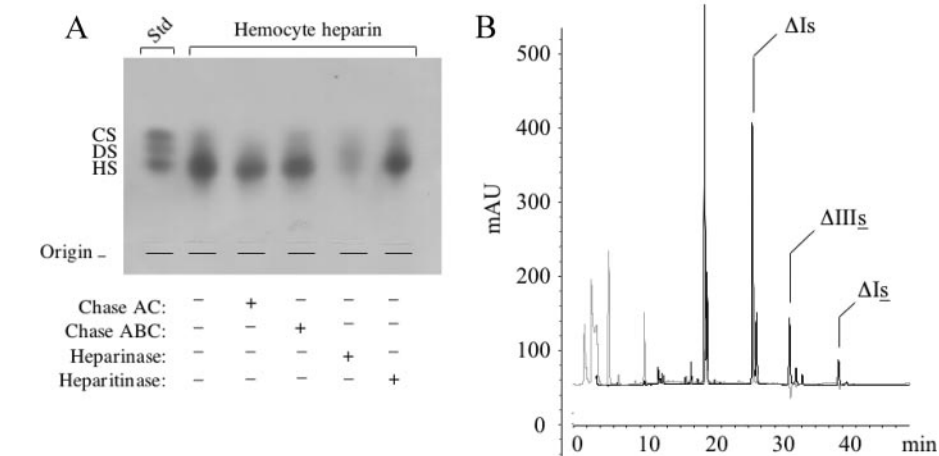 A
Std
Hemocyte heparin
CS
DS
HS
Origin
Chase AC: - + - - -
Chase ABC: - - + - -
Heparinase: - - - + -
Heparitinase: - - - - +
B
500
400
300
200
100
0
mAU
ΔIs
ΔIIIs
ΔIs
0 10 20 30 40 min